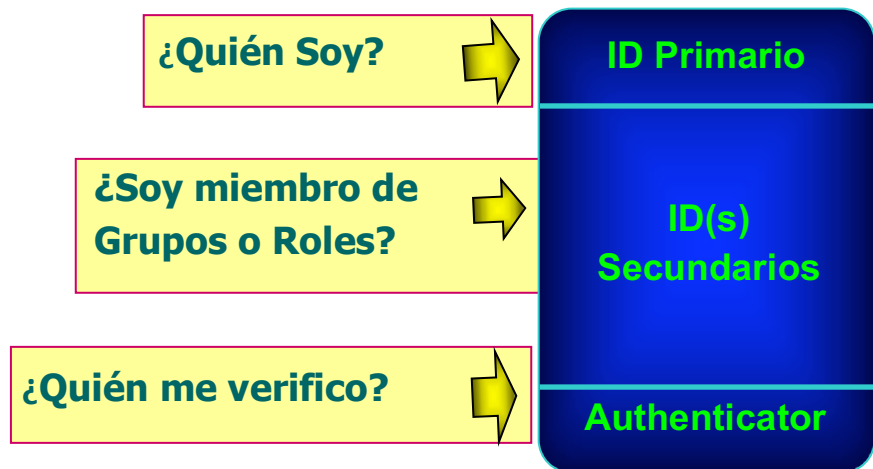 ¿Quién Soy?
ID Primario
¿Soy miembro de
Grupos o Roles?
ID(s)
Secundarios
¿Quién me verifico?
Authenticator